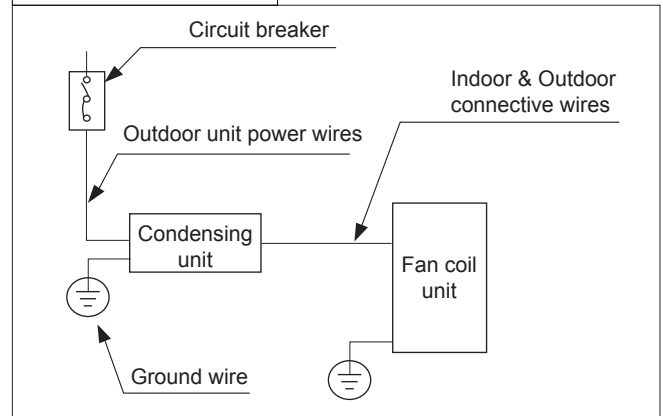 Circuit breaker
Indoor & Outdoor
connective wires
Outdoor unit power wires
Condensing
unit
Fan coil
unit
Ground wire